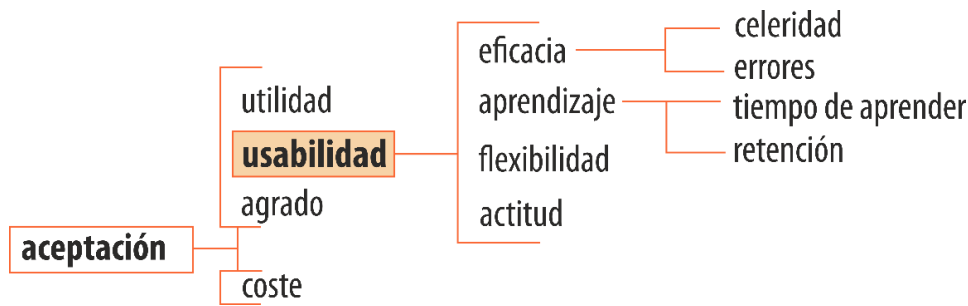 aceptación
utilidad
usabilidad
agrado
coste
eficacia
aprendizaje
flexibilidad
actitud
celeridad
errores
tiempo de aprender
retención